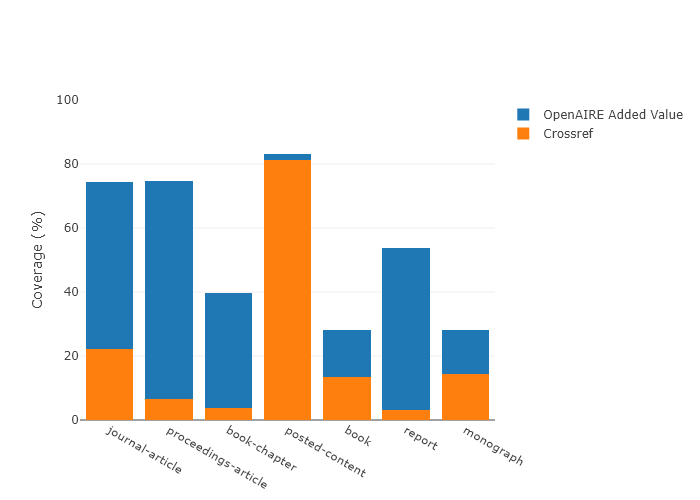 100
80
60
40
20
0
Coverage (%)
OpenAIRE Added Value
Crossref
journal-article
proceedings-article
book-chapter
posted-content
book
report
monograph